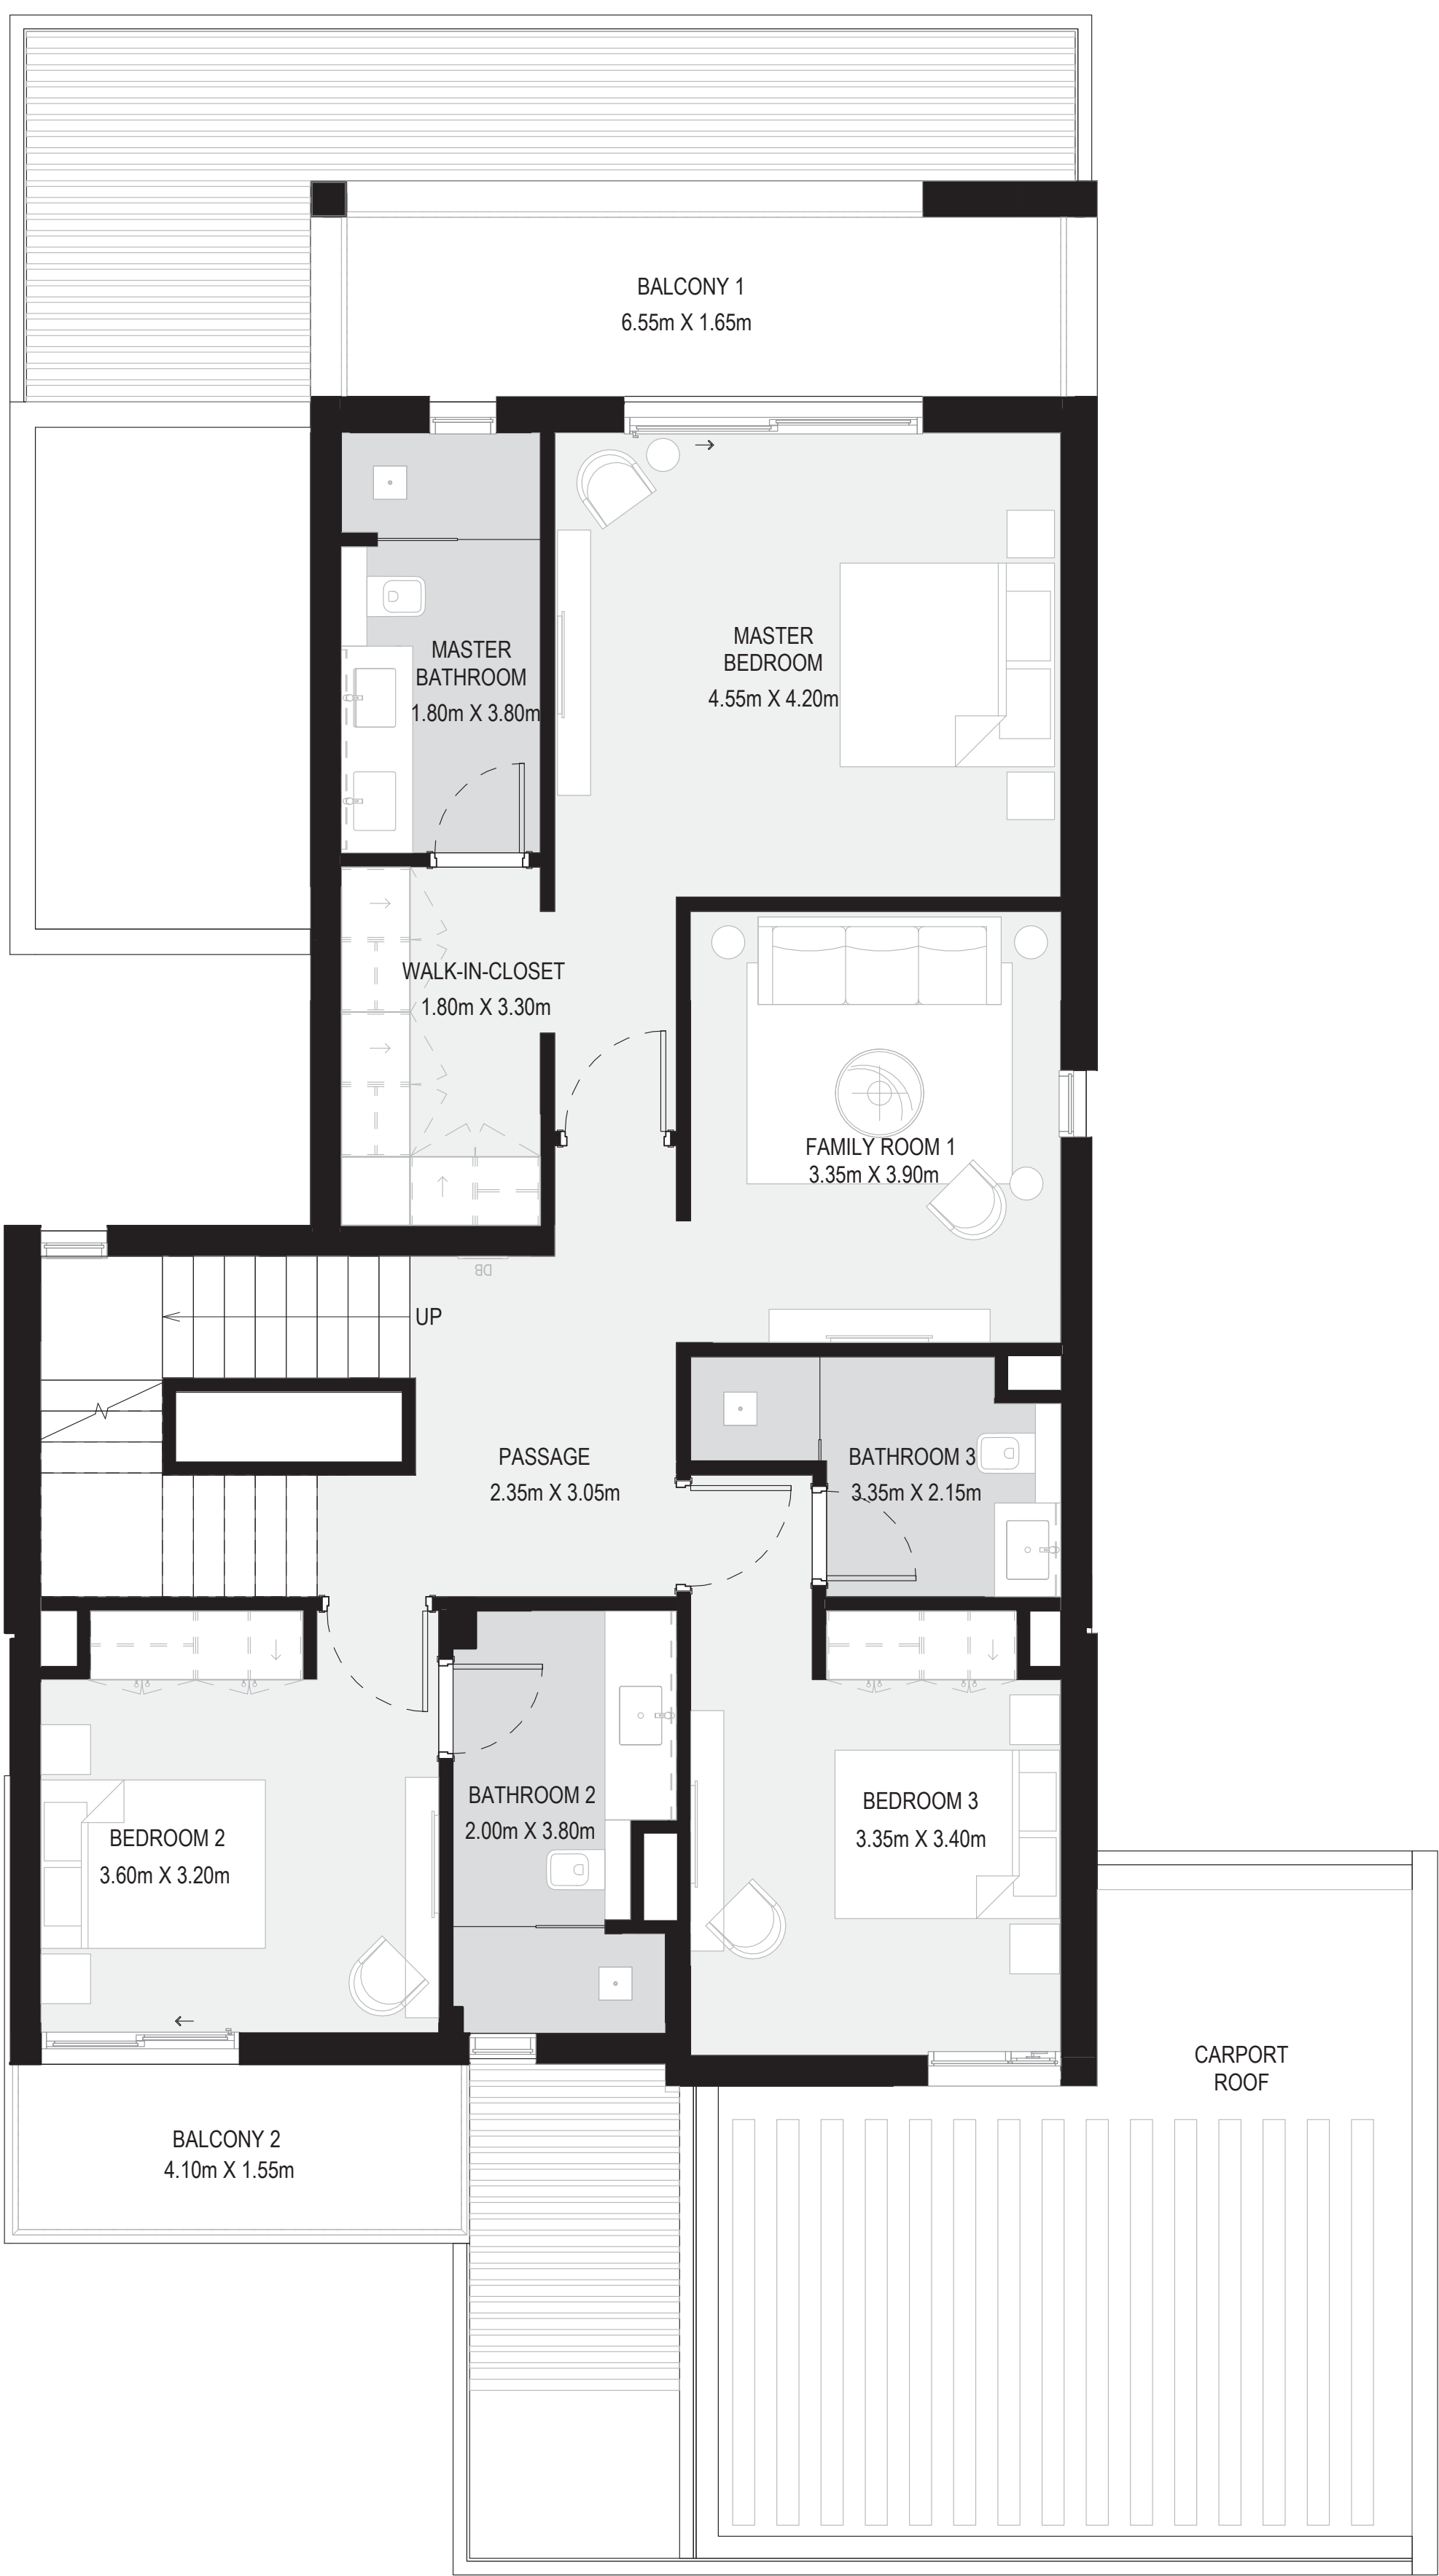 BALCONY 1
6.55m X 1.65m
MASTER
BATHROOM
1.80m X 3.80m
MASTER
BEDROOM
4.55m X 4.20m
WALK-IN-CLOSET
1.80m X 3.30m
FAMILY ROOM 1
3.35m X 3.90m
DB
UP
PASSAGE
2.35m X 3.05m
BATHROOM 3
3.35m X 2.15m
BATHROOM 2
2.00m X 3.80m
BEDROOM 3
3.35m X 3.40m
BEDROOM 2
3.60m X 3.20m
CARPORT
ROOF
BALCONY 2
4.10m X 1.55m